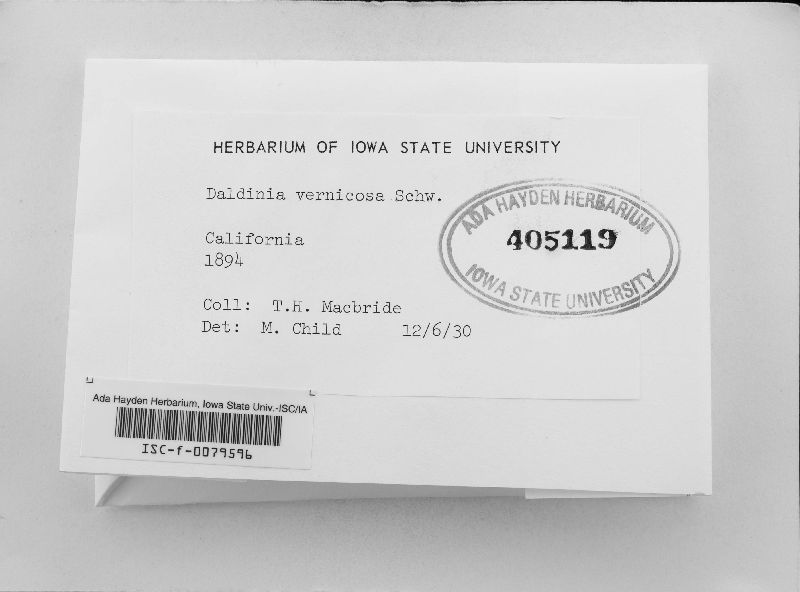 HERBARIUM OF IOWA STATE UNIVERSITY
Daldinia vernicosa Schw.
California
1894
Coll: T.H. Macbride
Det: M. Child 12/6/30
ADA HAYDEN HERBARIUM
405119
IOWA STATE UNIVERSITY
Ada Hayden Herbarium, Iowa State Univ.-ISC/IA
ISC-f-0079596